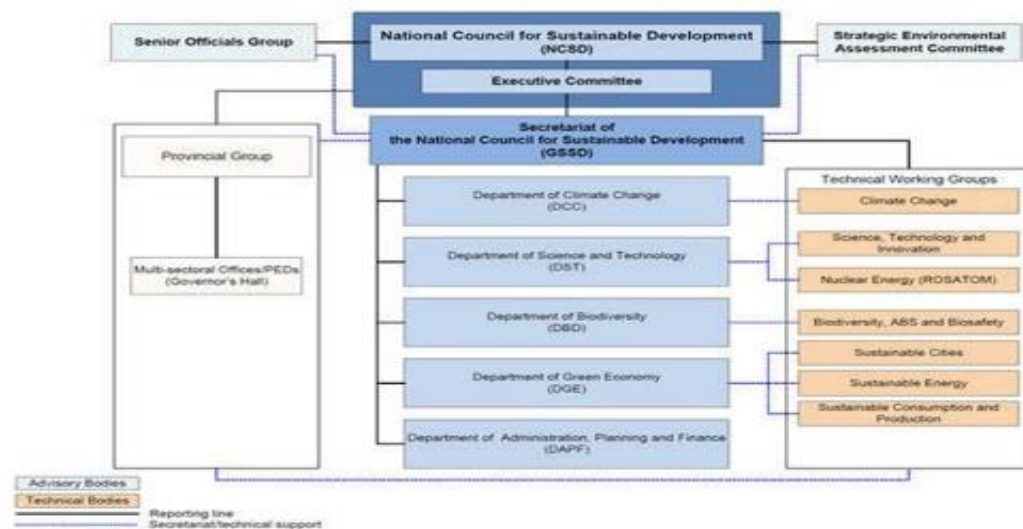 Senior Officials Group
National Council for Sustainable Development
(NCSD)
Strategic Environmental
Assessment Committee
Executive Committee
Secretariat of
the National Council for Sustainable Development
(GSSD)
Provincial Group
Multi-sectoral Offices/PEDs
(Governor's Hall)
Department of Climate Change
(DCC)
Department of Science and Technology
(DST)
Department of Biodiversity
(DBD)
Department of Green Economy
(DGE)
Department of Administration, Planning and Finance
(DAPF)
Technical Working Groups
Climate Change
Science, Technology and
Innovation
Nuclear Energy (ROSATOM)
Biodiversity, ABS and Biosafety
Sustainable Cities
Sustainable Energy
Sustainable Consumption and
Production
Advisory Bodies
Technical Bodies
Reporting line
Secretariat/technical support